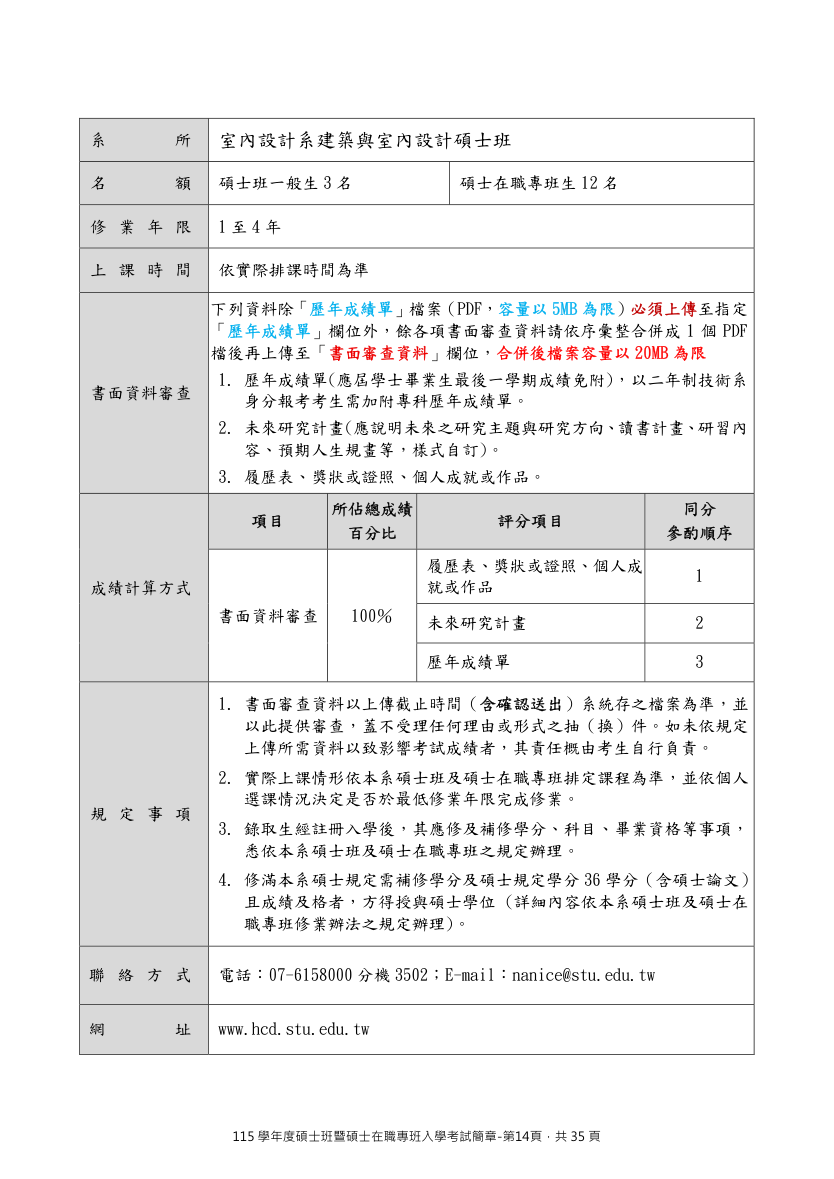 系所 室內設計系建築與室內設計碩士班
名額 碩士班一般生 3 名 碩士在職專班生 12 名
修業年限 1 至 4 年
上課時間 依實際排課時間為準
下列資料除「歷年成績單」檔案（PDF，容量以 5MB 為限）必須上傳至指定
「歷年成績單」欄位外，餘各項書面審查資料請依序彙整合併成 1 個 PDF
檔後再上傳至「書面審查資料」欄位，合併後檔案容量以 20MB 為限
書面資料審查
1. 歷年成績單(應屆學士畢業生最後一學期成績免附)，以二年制技術系
身分報考考生需加附專科歷年成績單。
2. 未來研究計畫(應說明未來之研究主題與研究方向、讀書計畫、研習內
容、預期人生規畫等，樣式自訂)。
3. 履歷表、獎狀或證照、個人成就或作品。
成績計算方式
項目 所佔總成績 評分項目 同分
百分比 參酌順序
書面資料審查 100%
履歷表、獎狀或證照、個人成 1
就或作品
未來研究計畫 2
歷年成績單 3
規定事項
1. 書面審查資料以上傳截止時間（含確認送出）系統存之檔案為準，並
以此提供審查，蓋不受理任何理由或形式之抽（換）件。如未依規定
上傳所需資料以致影響考試成績者，其責任概由考生自行負責。
2. 實際上課情形依本系碩士班及碩士在職專班排定課程為準，並依個人
選課情況決定是否於最低修業年限完成修業。
3. 錄取生經註冊入學後，其應修及補修學分、科目、畢業資格等事項，
悉依本系碩士班及碩士在職專班之規定辦理。
4. 修滿本系碩士規定需補修學分及碩士規定學分 36 學分（含碩士論文）
且成績及格者，方得授與碩士學位 (詳細內容依本系碩士班及碩士在
職專班修業辦法之規定辦理)。
聯絡方式 電話：07-6158000 分機 3502；E-mail：nanice@stu.edu.tw
網址 www.hcd.stu.edu.tw
115 學年度碩士班暨碩士在職專班入學考試簡章-第14頁，共 35 頁